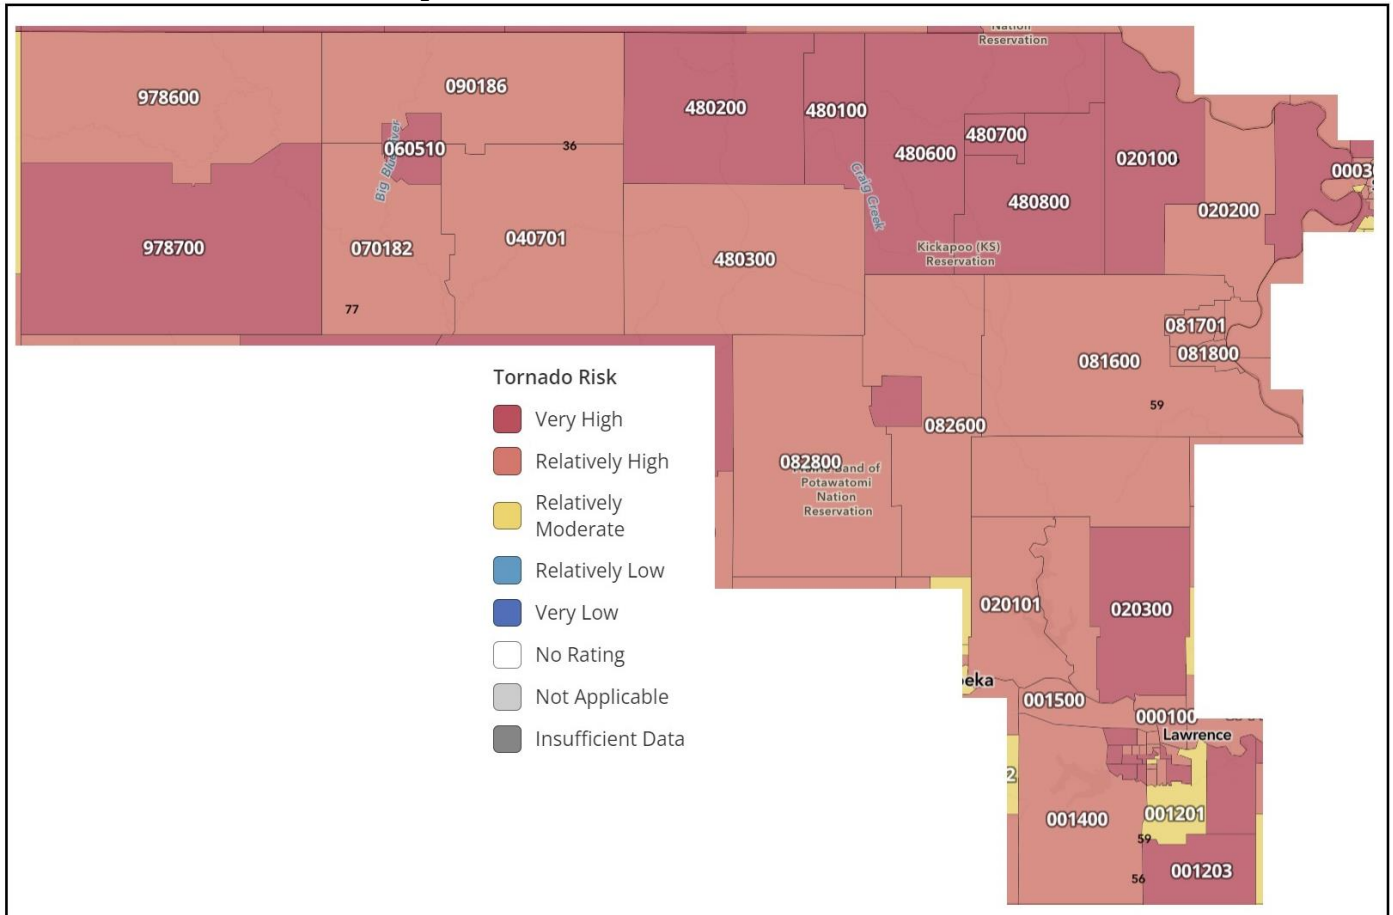 Nation
Reservation
978600
090186
480200
480100
060510
36
480600
480700
020100
00030
Big Blue River
Craig Creek
480800
020200
978700
070182
040701
480300
Kickapoo (KS)
Reservation
77
081701
081800
081600
59
082600
082800
Band of
Potawatomi
Nation
Reservation
Tornado Risk
Very High
Relatively High
Relatively
Moderate
Relatively Low
Very Low
No Rating
Not Applicable
Insufficient Data
020101
020300
eka
001500
000100
Lawrence
2
001400
001201
59
56
001203